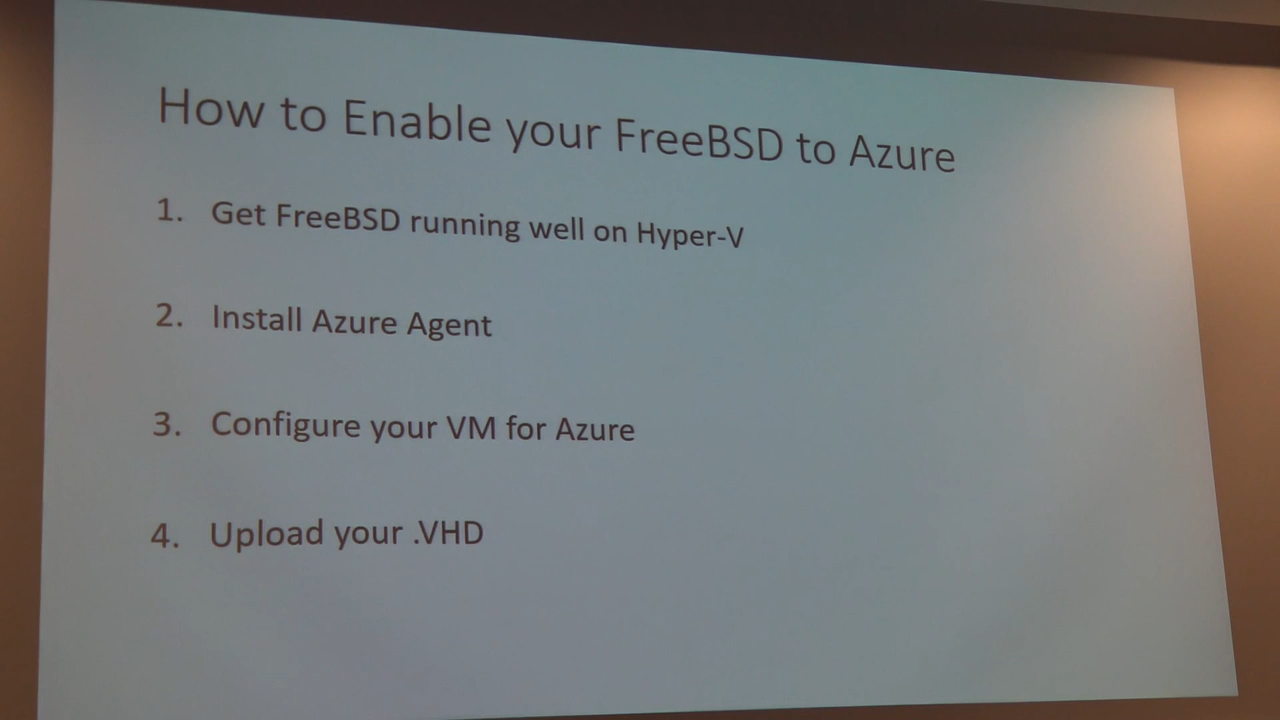 How to Enable your FreeBSD to Azure
1. Get FreeBSD running well on Hyper-V
2. Install Azure Agent
3. Configure your VM for Azure
4. Upload your .VHD